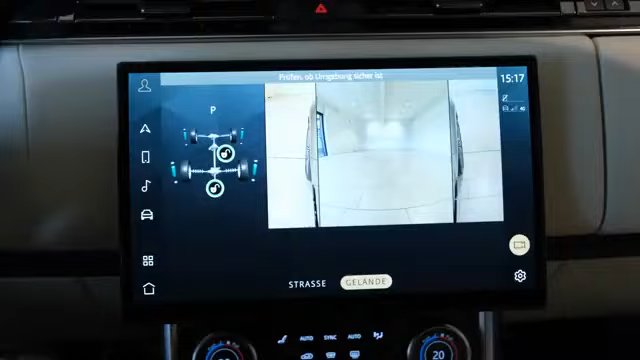 Prüfen, ob Umgebung sicher ist
15:17
P
STRASSE
GELÄNDE
AUTO
SYNC
AUTO
20